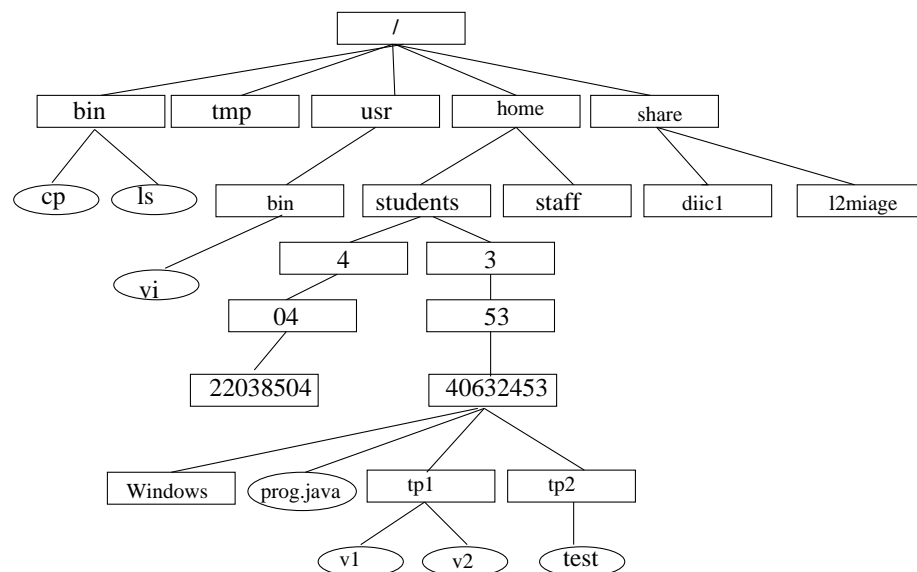 /
bin tmp usr home share
cp ls bin students staff diic1 l2miage
vi 4 3
04 53
22038504 40632453
Windows prog.java tp1 tp2
v1 v2 test